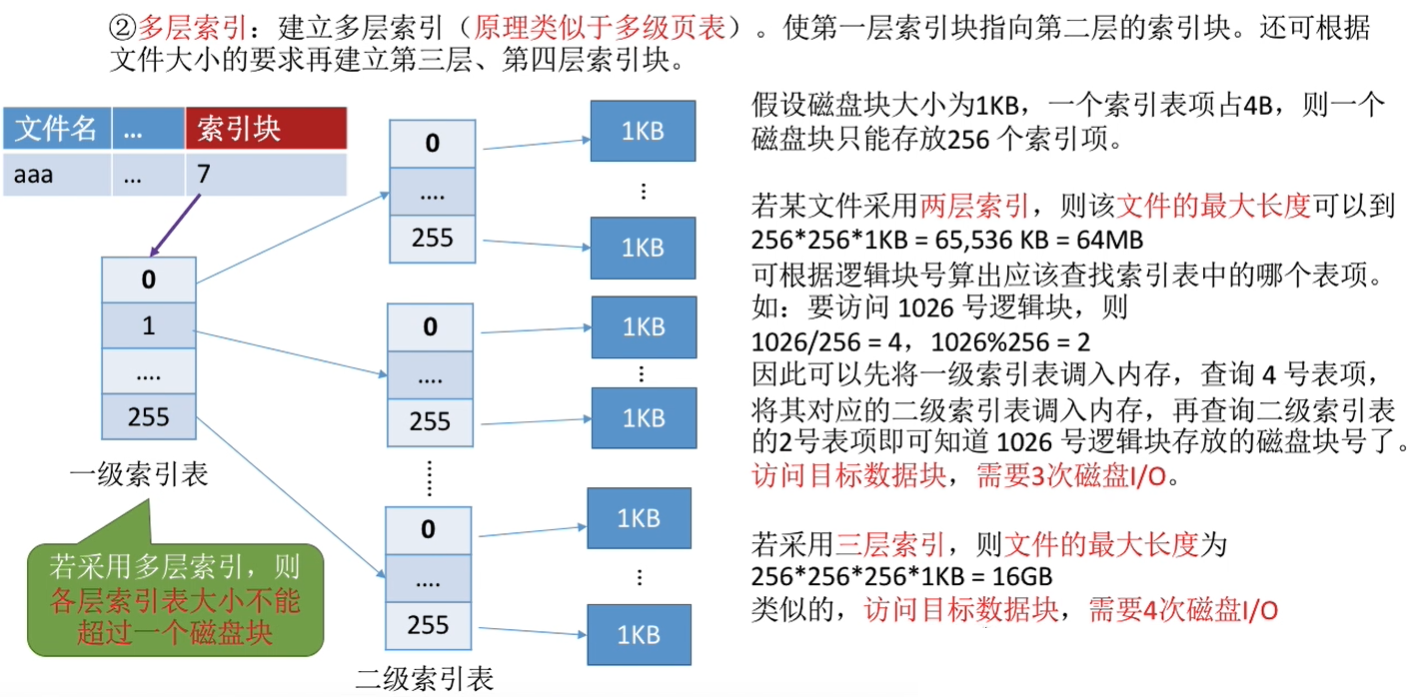 ②多层索引：建立多层索引（原理类似于多级页表）。使第一层索引块指向第二层的索引块。还可根据
文件大小的要求再建立第三层、第四层索引块。
文件名 ... 索引块
aaa ... 7
0
1
....
255
一级索引表
若采用多层索引，则
各层索引表大小不能
超过一个磁盘块
0
....
255
0
....
255
......
0
....
255
二级索引表
1KB
...
1KB
1KB
...
1KB
1KB
...
1KB
假设磁盘块大小为1KB，一个索引表项占4B，则一个
磁盘块只能存放256 个索引项。
若某文件采用两层索引，则该文件的最大长度可以到
256*256*1KB = 65,536 KB = 64MB
可根据逻辑块号算出应该查找索引表中的哪个表项。
如：要访问 1026 号逻辑块，则
1026/256 = 4，1026%256 = 2
因此可以先将一级索引表调入内存，查询 4 号表项，
将其对应的二级索引表调入内存，再查询二级索引表
的2号表项即可知道 1026 号逻辑块存放的磁盘块号了。
访问目标数据块，需要3次磁盘I/O。
若采用三层索引，则文件的最大长度为
256*256*256*1KB = 16GB
类似的，访问目标数据块，需要4次磁盘I/O